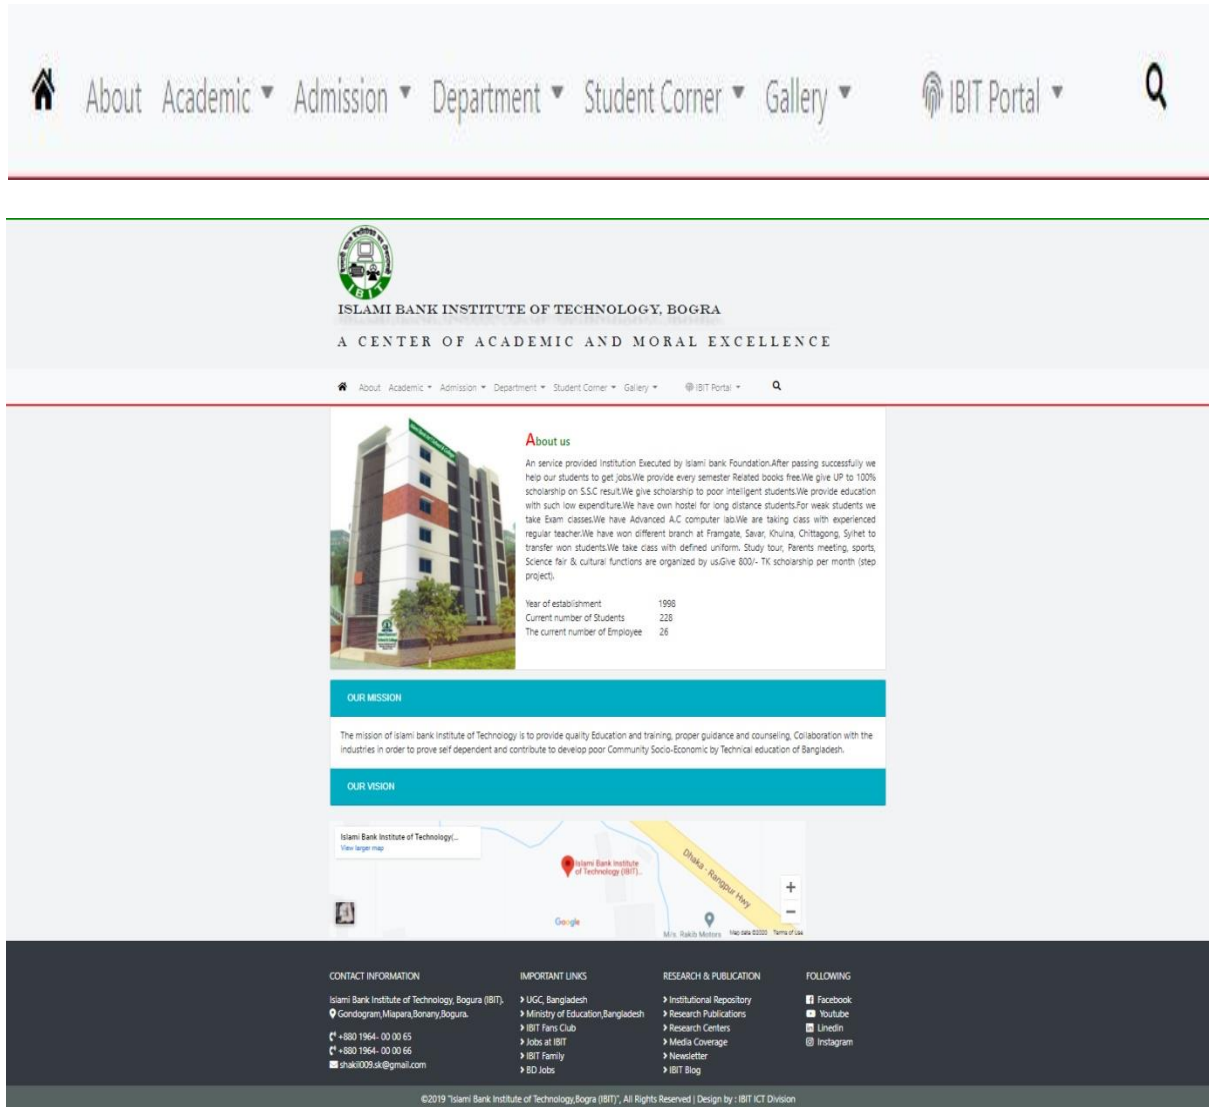 About Academic Admission Department Student Corner Gallery IBIT Portal
IBIT
ISLAMI BANK INSTITUTE OF TECHNOLOGY, BOGRA
A CENTER OF ACADEMIC AND MORAL EXCELLENCE
About Academic Admission Department Student Corner Gallery IBIT Portal
About us
An service provided Institution Executed by Islami bank Foundation.After passing successfully we
help our students to get jobs.We provide every semester Related books free.We give UP to 100%
scholarship on S.S.C result.We give scholarship to poor intelligent students.We provide education
with such low expenditure.We have own hostel for long distance students.For weak students we
take Exam classes.We have Advanced A.C computer lab.We are taking class with experienced
regular teacher.We have won different branch at Framgate, Savar, Khulna, Chittagong, Sylhet to
transfer won students.We take class with defined uniform. Study tour, Parents meeting, sports,
Science fair & cultural functions are organized by us.Give 800/- TK scholarship per month (step
project).
Year of establishment 1998
Current number of Students 228
The current number of Employee 26
OUR MISSION
The mission of islami bank Institute of Technology is to provide quality Education and training, proper guidance and counseling, Collaboration with the
industries in order to prove self dependent and contribute to develop poor Community Socio-Economic by Technical education of Bangladesh.
OUR VISION
Islami Bank Institute of Technology(...
View larger map
Islami Bank Institute
of Technology (IBIT)...
Dhaka - Rangpur Hwy
+
−
Google
M/s. Rakib Motors
Map data ©2020 Terms of Use
CONTACT INFORMATION
Islami Bank Institute of Technology, Bogura (IBIT).
Gondogram,Miapara,Bonany,Bogura.
+880 1964- 00 00 65
+880 1964- 00 00 66
shakil009.sk@gmail.com
IMPORTANT LINKS
UGC, Bangladesh
Ministry of Education,Bangladesh
IBIT Fans Club
Jobs at IBIT
IBIT Family
BD Jobs
RESEARCH & PUBLICATION
Institutional Repository
Research Publications
Research Centers
Media Coverage
Newsletter
IBIT Blog
FOLLOWING
Facebook
Youtube
Linedin
Instagram
©2019 "Islami Bank Institute of Technology,Bogra (IBIT)", All Rights Reserved | Design by : IBIT ICT Division